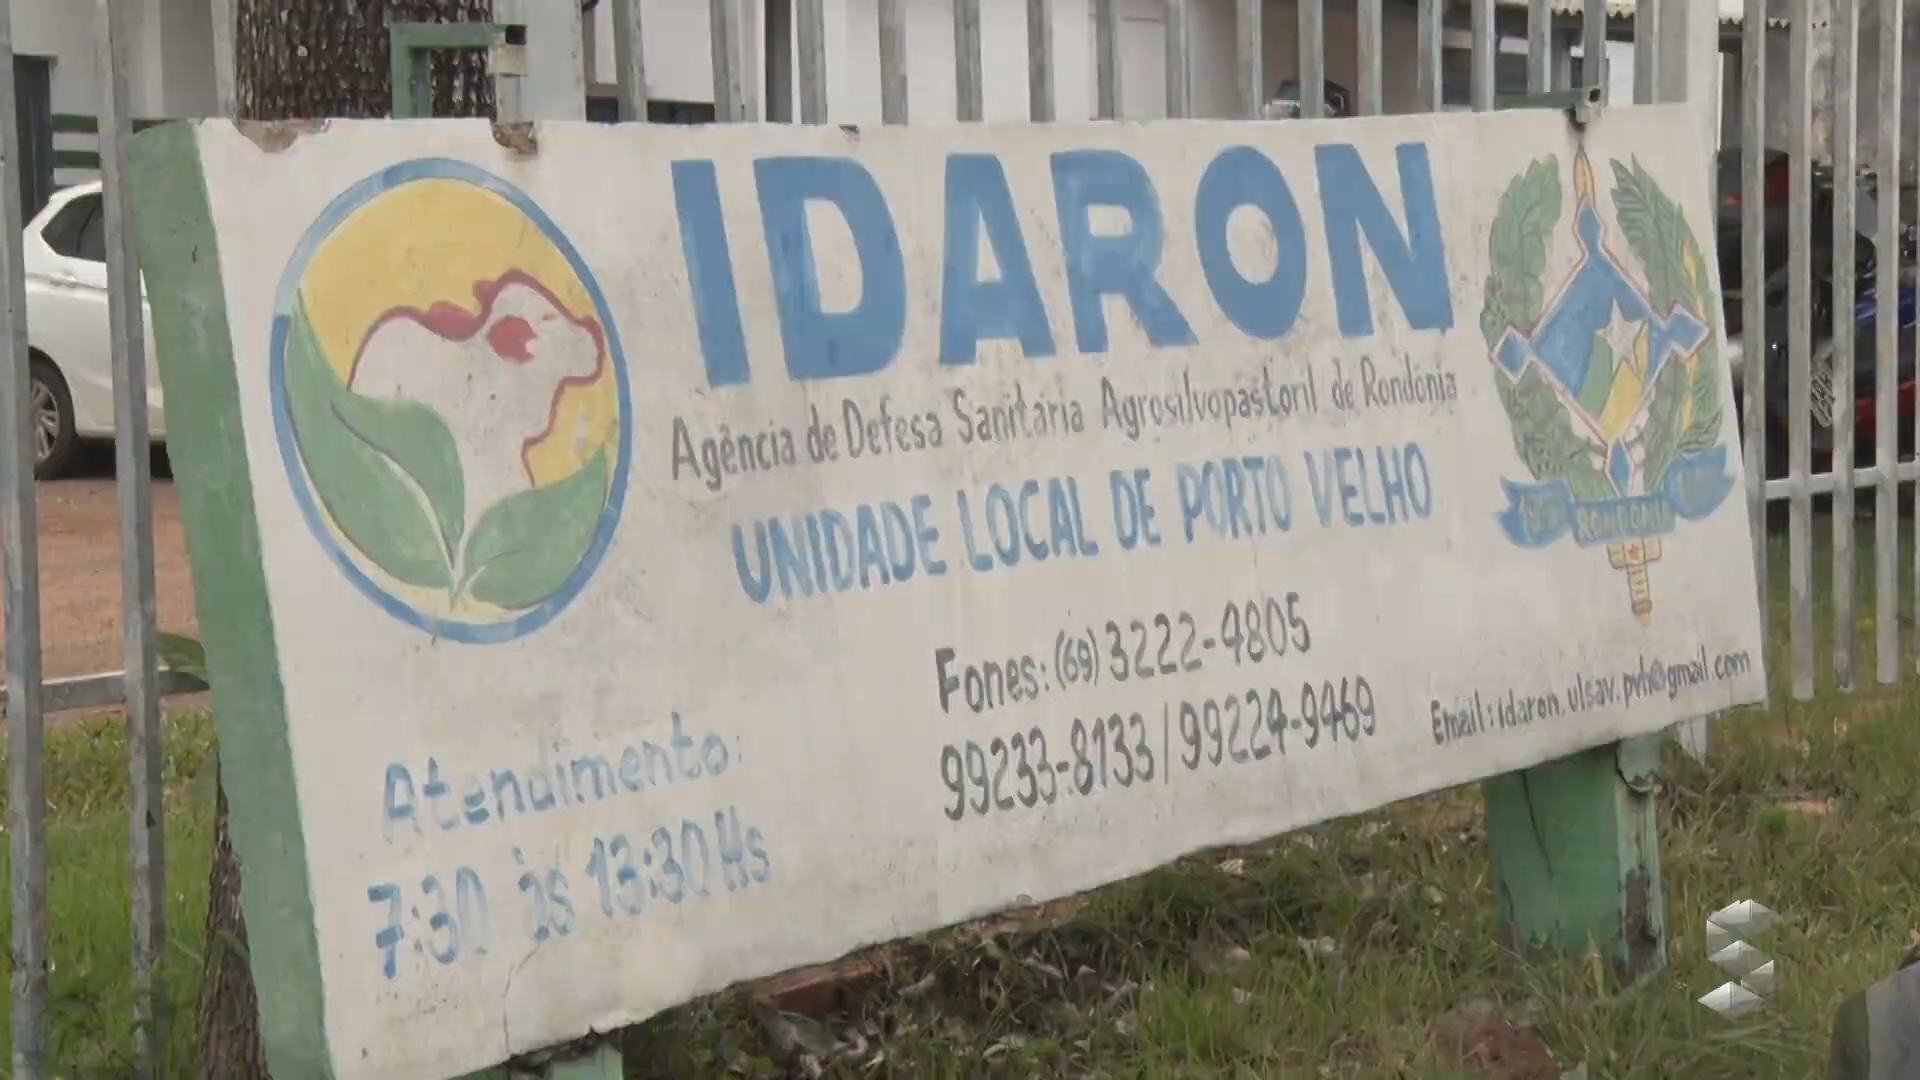 IDARON
Agência de Defesa Sanitária Agrosilvopastoril de Rondônia
UNIDADE LOCAL DE PORTO VELHO
Fones: (69) 3222-4805
99233-8133 / 99224-9469
Email: idaron.ulsav.pvh@gmail.com
Atendimento:
7:30 às 13:30 Hs
RONDÔNIA